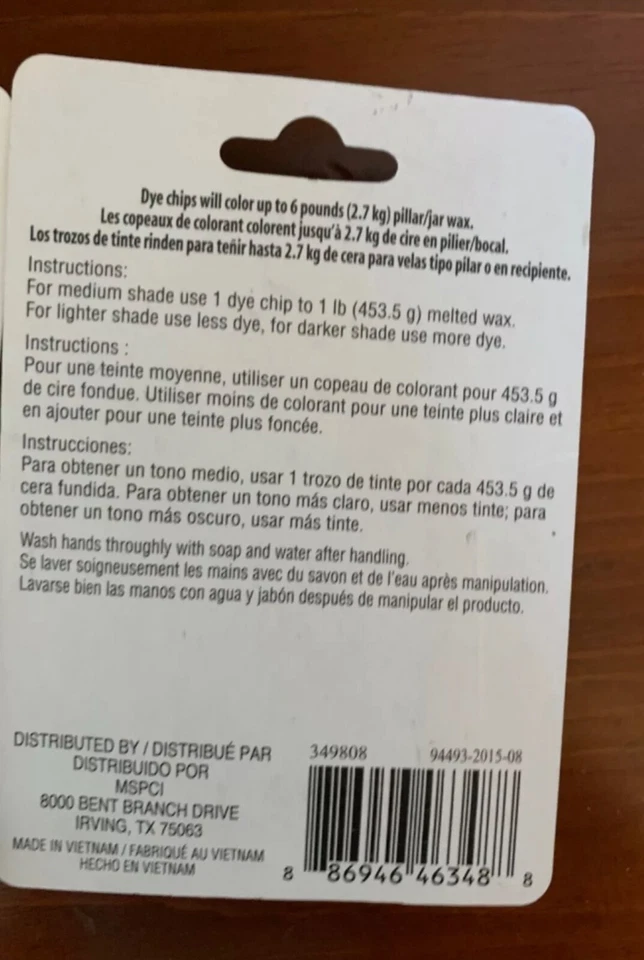 Dye chips will color up to 6 pounds (2.7 kg) pillar/jar wax.
Les copeaux de colorant colorent jusqu'à 2.7 kg de cire en pilier/bocal.
Los trozos de tinte rinden para teñir hasta 2.7 kg de cera para velas tipo pilar o en recipiente.
Instructions:
For medium shade use 1 dye chip to 1 lb (453.5 g) melted wax.
For lighter shade use less dye, for darker shade use more dye.
Instructions :
Pour une teinte moyenne, utiliser un copeau de colorant pour 453.5 g
de cire fondue. Utiliser moins de colorant pour une teinte plus claire et
en ajouter pour une teinte plus foncée.
Instrucciones:
Para obtener un tono medio, usar 1 trozo de tinte por cada 453.5 g de
cera fundida. Para obtener un tono más claro, usar menos tinte; para
obtener un tono más oscuro, usar más tinte.
Wash hands throughly with soap and water after handling.
Se laver soigneusement les mains avec du savon et de l'eau après manipulation.
Lavarse bien las manos con agua y jabón después de manipular el producto.
DISTRIBUTED BY / DISTRIBUÉ PAR
DISTRIBUIDO POR
MSPCI
8000 BENT BRANCH DRIVE
IRVING, TX 75063
MADE IN VIETNAM / FABRIQUÉ AU VIETNAM
HECHO EN VIETNAM
349808 94493-2015-08
8 86946 46348 8